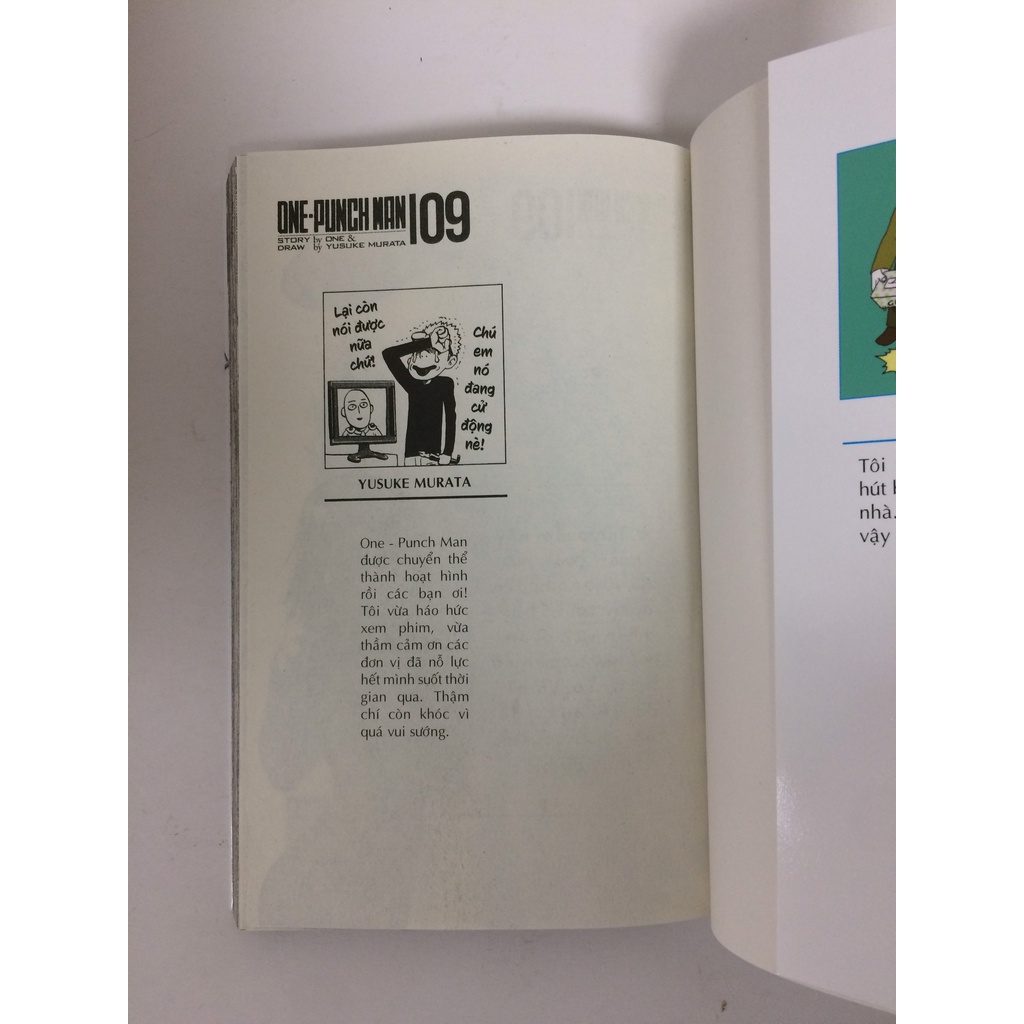 ONE-PUNCH MAN 109
STORY by ONE &
DRAW by YUSUKE MURATA
Lại còn
nói được
nữa
chứ!
Chú
em
nó
đang
cử
động
nè!
YUSUKE MURATA
One - Punch Man
được chuyển thể
thành hoạt hình
rồi các bạn ơi!
Tôi vừa háo hức
xem phim, vừa
thầm cảm ơn các
đơn vị đã nỗ lực
hết mình suốt thời
gian qua. Thậm
chí còn khóc vì
quá vui sướng.
Tôi
hút
nhà.
vậy